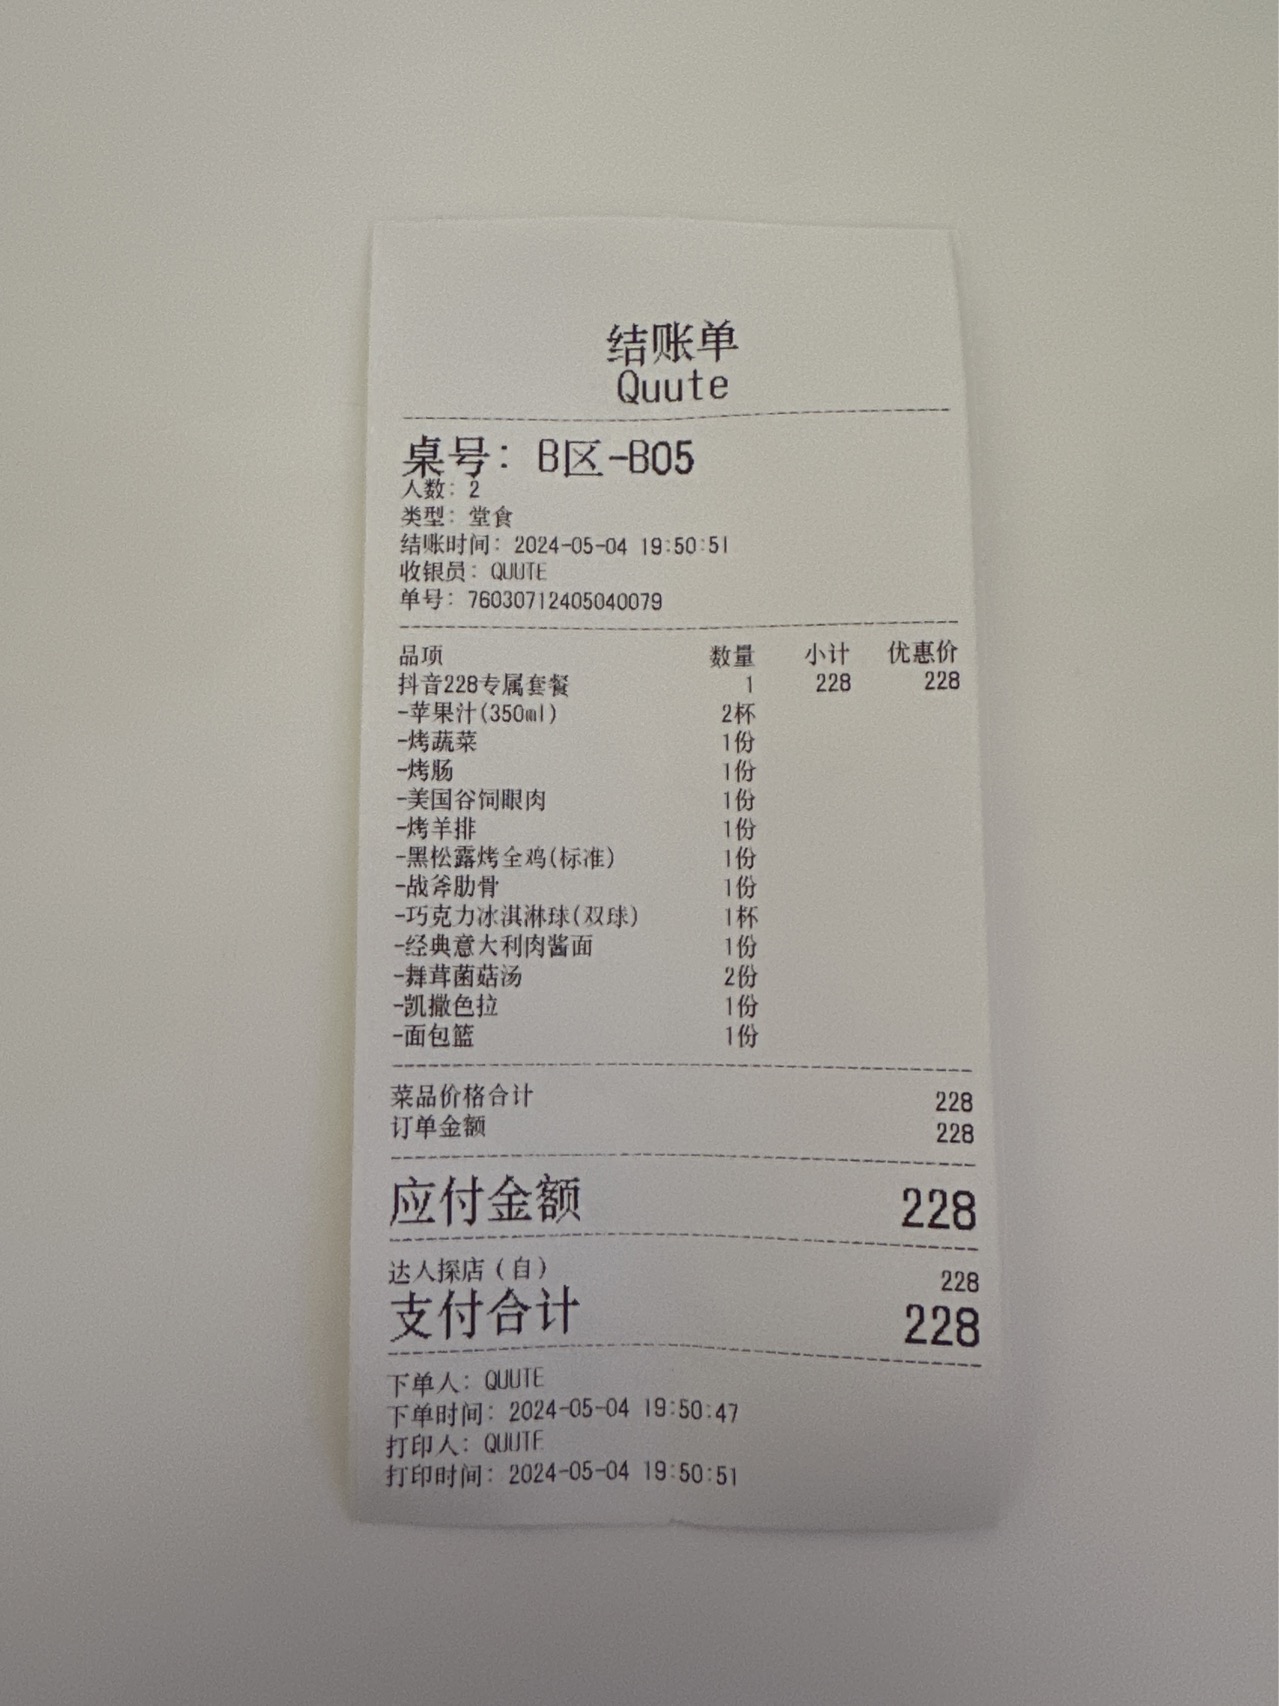 结账单
Quute
桌号: B区-B05
人数: 2
类型: 堂食
结账时间: 2024-05-04 19:50:51
收银员: QUUTE
单号: 76030712405040079
品项 数量 小计 优惠价
抖音228专属套餐 1 228 228
-苹果汁(350ml) 2杯
-烤蔬菜 1份
-烤肠 1份
-美国谷饲眼肉 1份
-烤羊排 1份
-黑松露烤全鸡(标准) 1份
-战斧肋骨 1份
-巧克力冰淇淋球(双球) 1杯
-经典意大利肉酱面 1份
-舞茸菌菇汤 2份
-凯撒色拉 1份
-面包篮 1份
菜品价格合计 228
订单金额 228
应付金额 228
达人探店(自) 228
支付合计 228
下单人: QUUTE
下单时间: 2024-05-04 19:50:47
打印人: QUUTE
打印时间: 2024-05-04 19:50:51